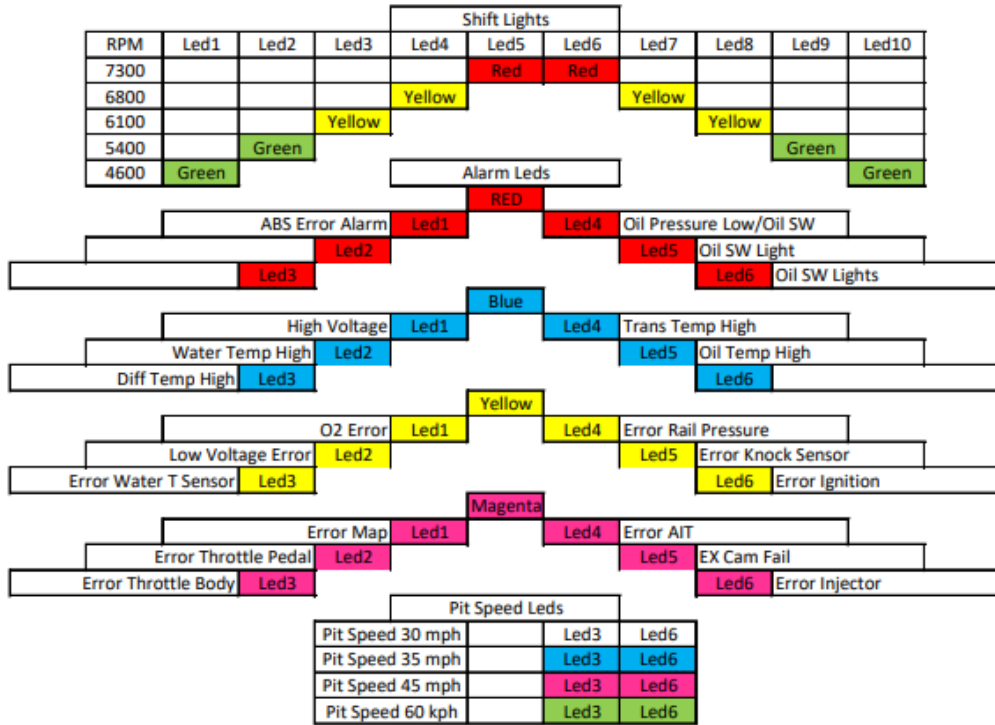 Shift Lights
RPM Led1 Led2 Led3 Led4 Led5 Led6 Led7 Led8 Led9 Led10
7300 Red Red
6800 Yellow Yellow
6100 Yellow Yellow
5400 Green Green
4600 Green Green
Alarm Leds
RED
ABS Error Alarm Led1 Led4 Oil Pressure Low/Oil SW
Led2 Led5 Oil SW Light
Led3 Led6 Oil SW Lights
Blue
High Voltage Led1 Led4 Trans Temp High
Water Temp High Led2 Led5 Oil Temp High
Diff Temp High Led3 Led6
Yellow
O2 Error Led1 Led4 Error Rail Pressure
Low Voltage Error Led2 Led5 Error Knock Sensor
Error Water T Sensor Led3 Led6 Error Ignition
Magenta
Error Map Led1 Led4 Error AIT
Error Throttle Pedal Led2 Led5 EX Cam Fail
Error Throttle Body Led3 Led6 Error Injector
Pit Speed Leds
Pit Speed 30 mph Led3 Led6
Pit Speed 35 mph Led3 Led6
Pit Speed 45 mph Led3 Led6
Pit Speed 60 kph Led3 Led6